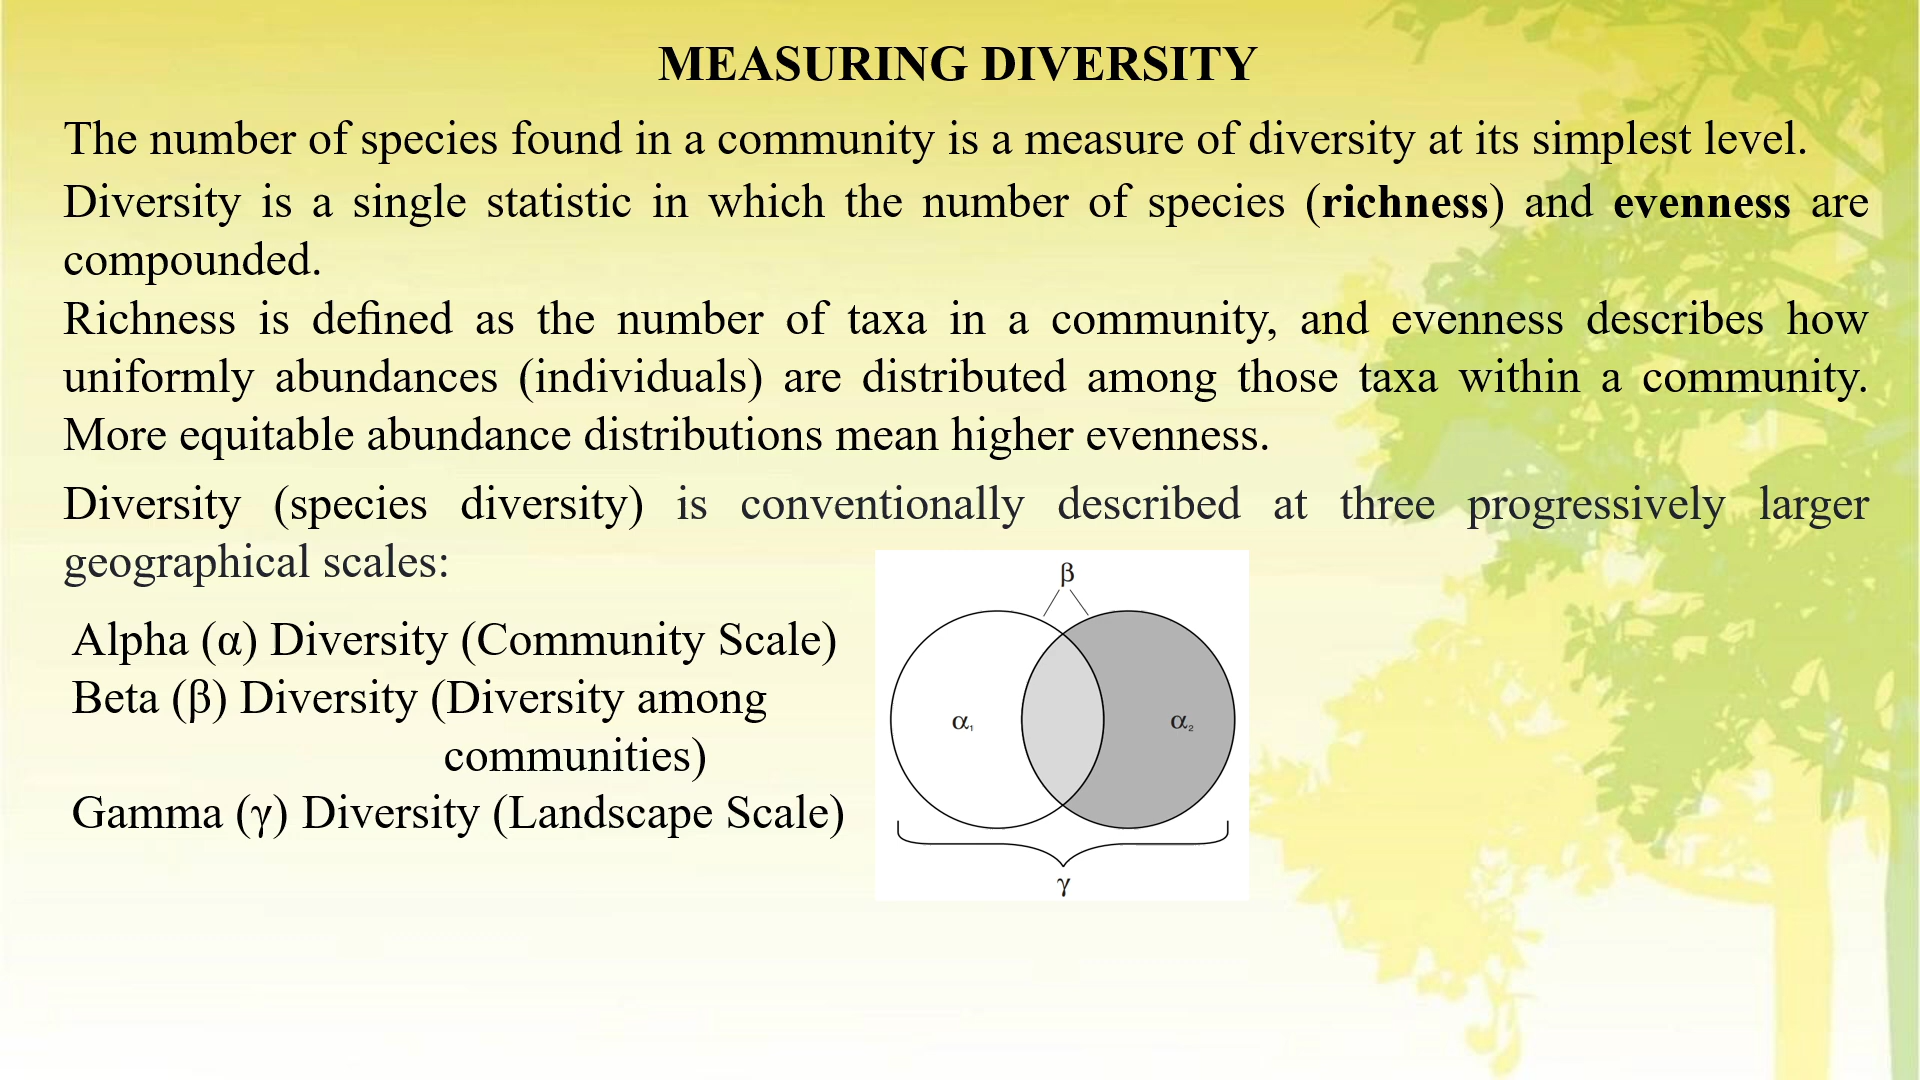 MEASURING DIVERSITY
The number of species found in a community is a measure of diversity at its simplest level.
Diversity is a single statistic in which the number of species (richness) and evenness are
compounded.
Richness is defined as the number of taxa in a community, and evenness describes how
uniformly abundances (individuals) are distributed among those taxa within a community.
More equitable abundance distributions mean higher evenness.
Diversity (species diversity) is conventionally described at three progressively larger
geographical scales:
Alpha (α) Diversity (Community Scale)
Beta (β) Diversity (Diversity among
communities)
Gamma (γ) Diversity (Landscape Scale)
β
α₁ α₂
γ